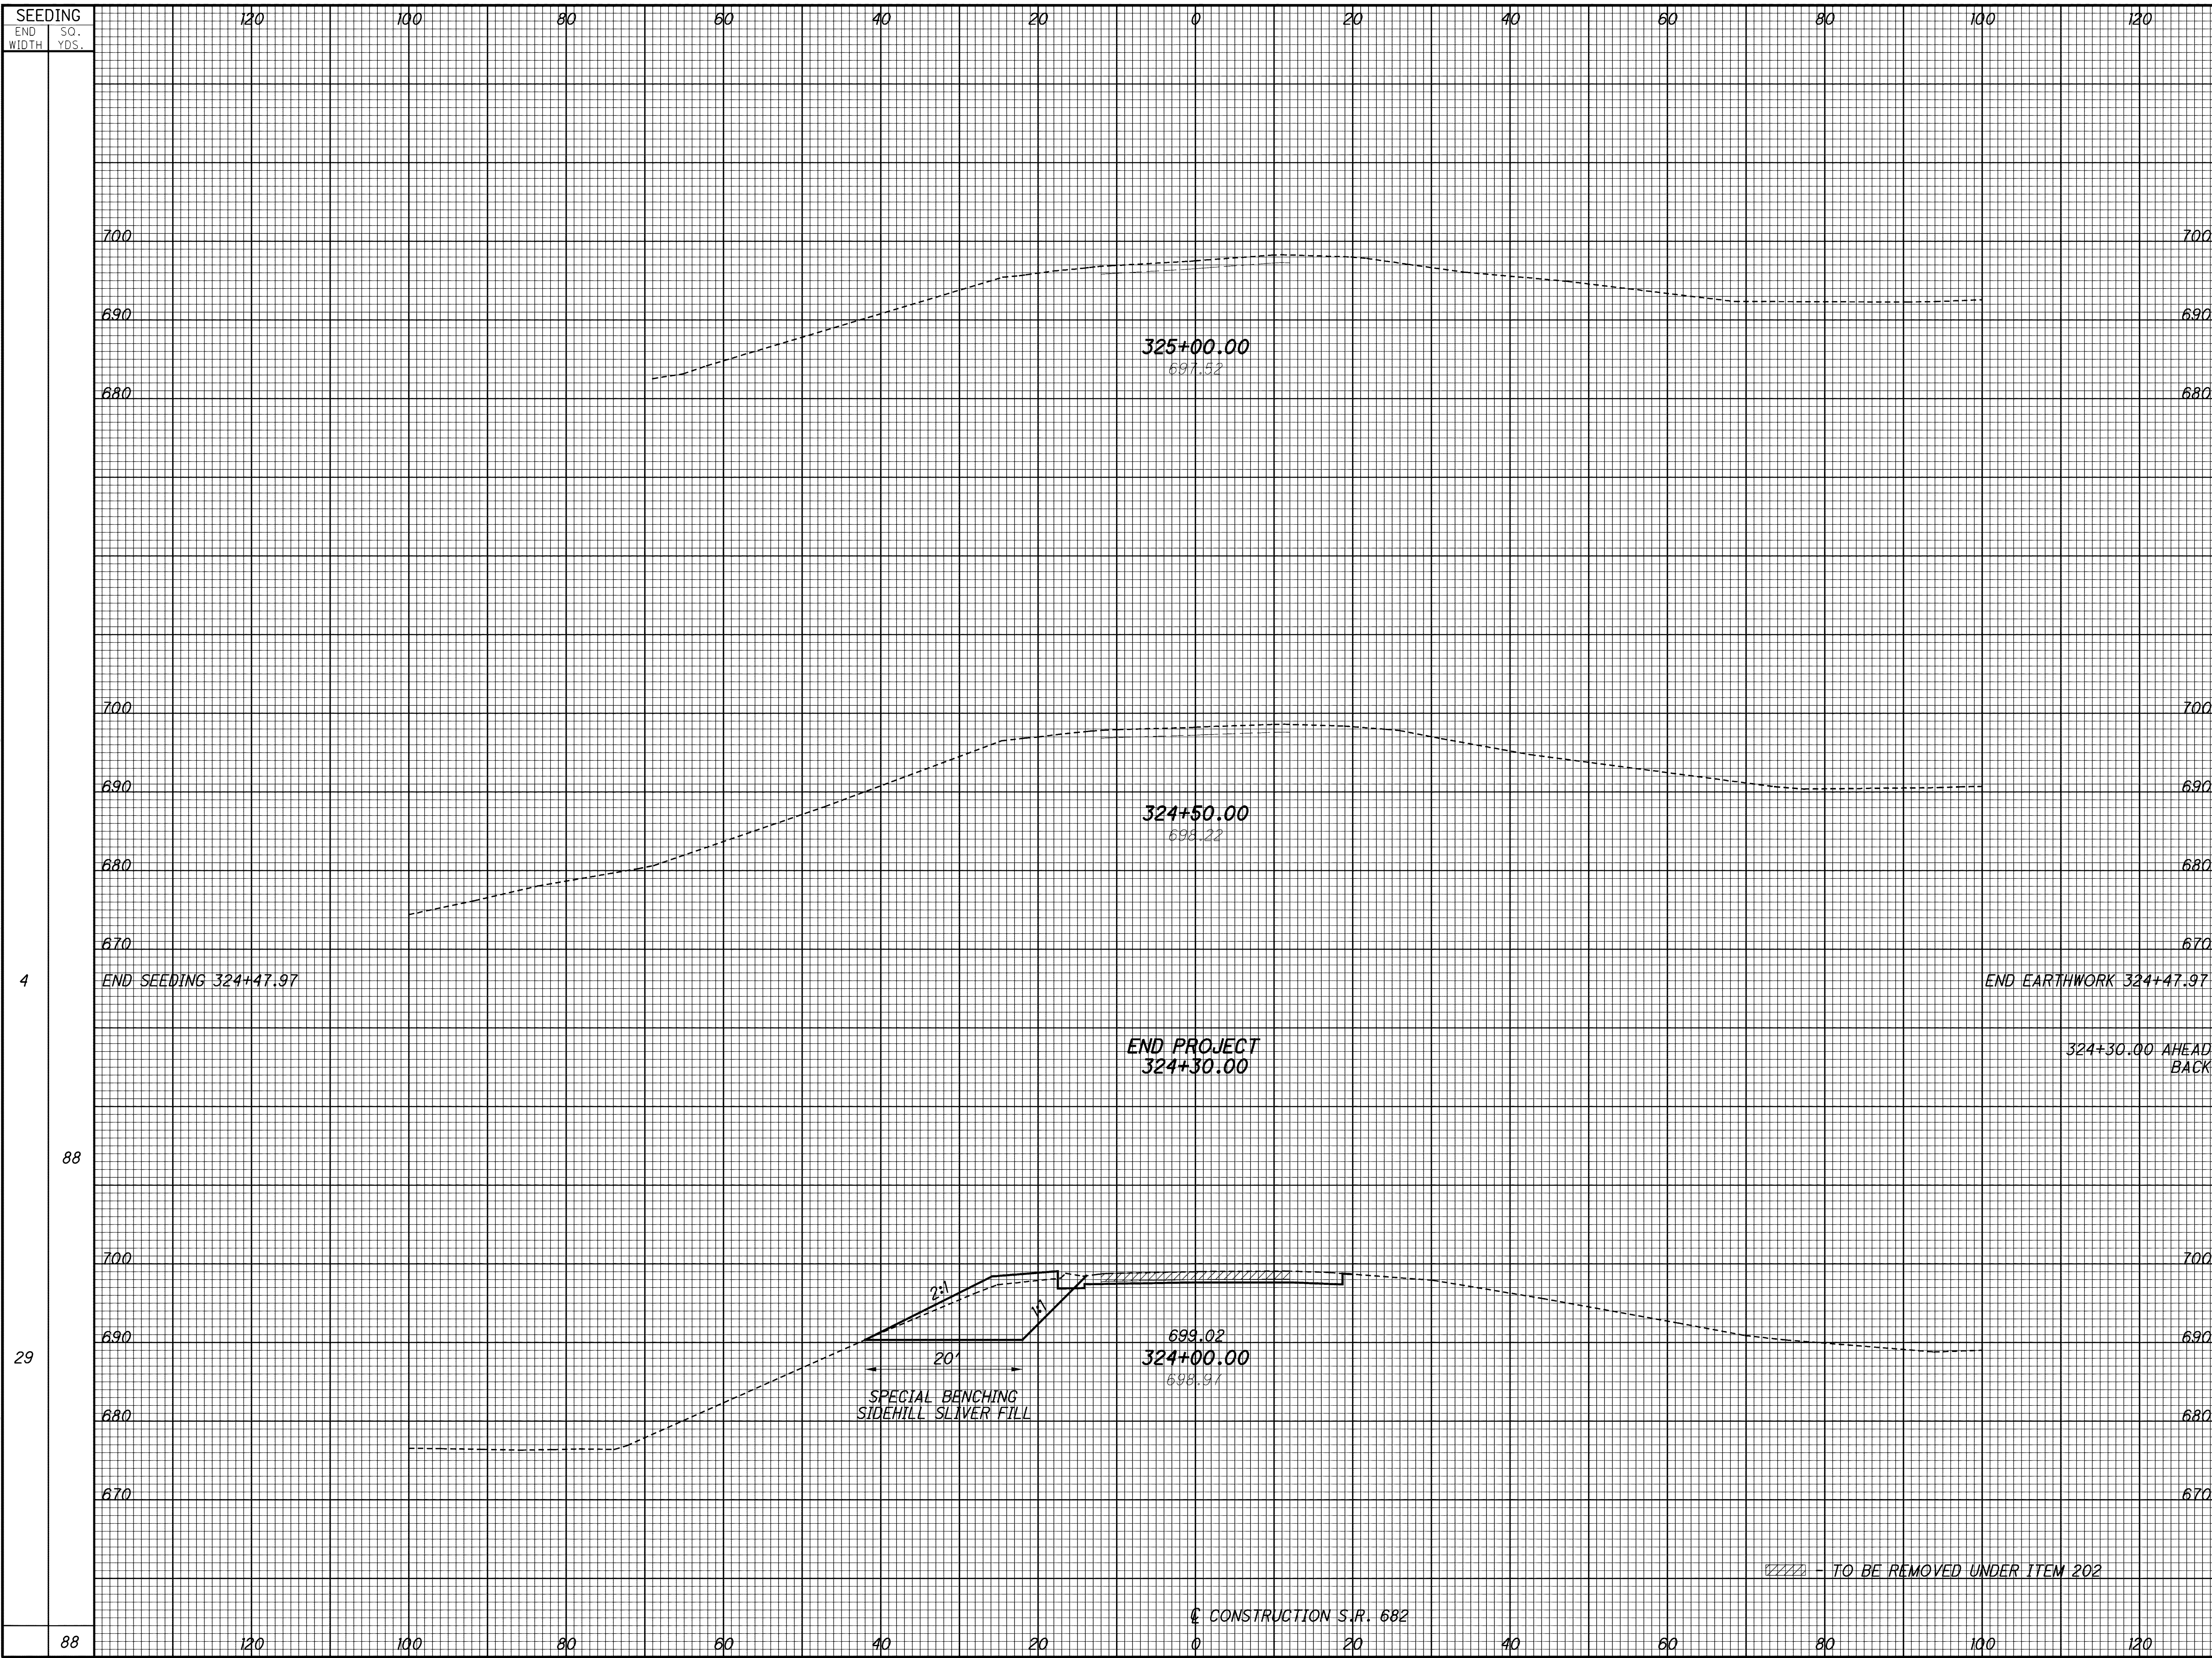 SEEDING
END WIDTH
SQ. YDS.
120 100 80 60 40 20 0 20 40 60 80 100 120
700 700
690 690
325+00.00
697.52
680 680
700 700
690 690
324+50.00
698.22
680 680
670 670
4
END SEEDING 324+47.97
END EARTHWORK 324+47.97
END PROJECT
324+30.00
324+30.00 AHEAD
BACK
88
700 700
2:1
1:1
690 690
699.02
29
20'
324+00.00
698.97
SPECIAL BENCHING
SIDEHILL SLIVER FILL
680 680
670 670
- TO BE REMOVED UNDER ITEM 202
℄ CONSTRUCTION S.R. 682
88
120 100 80 60 40 20 0 20 40 60 80 100 120